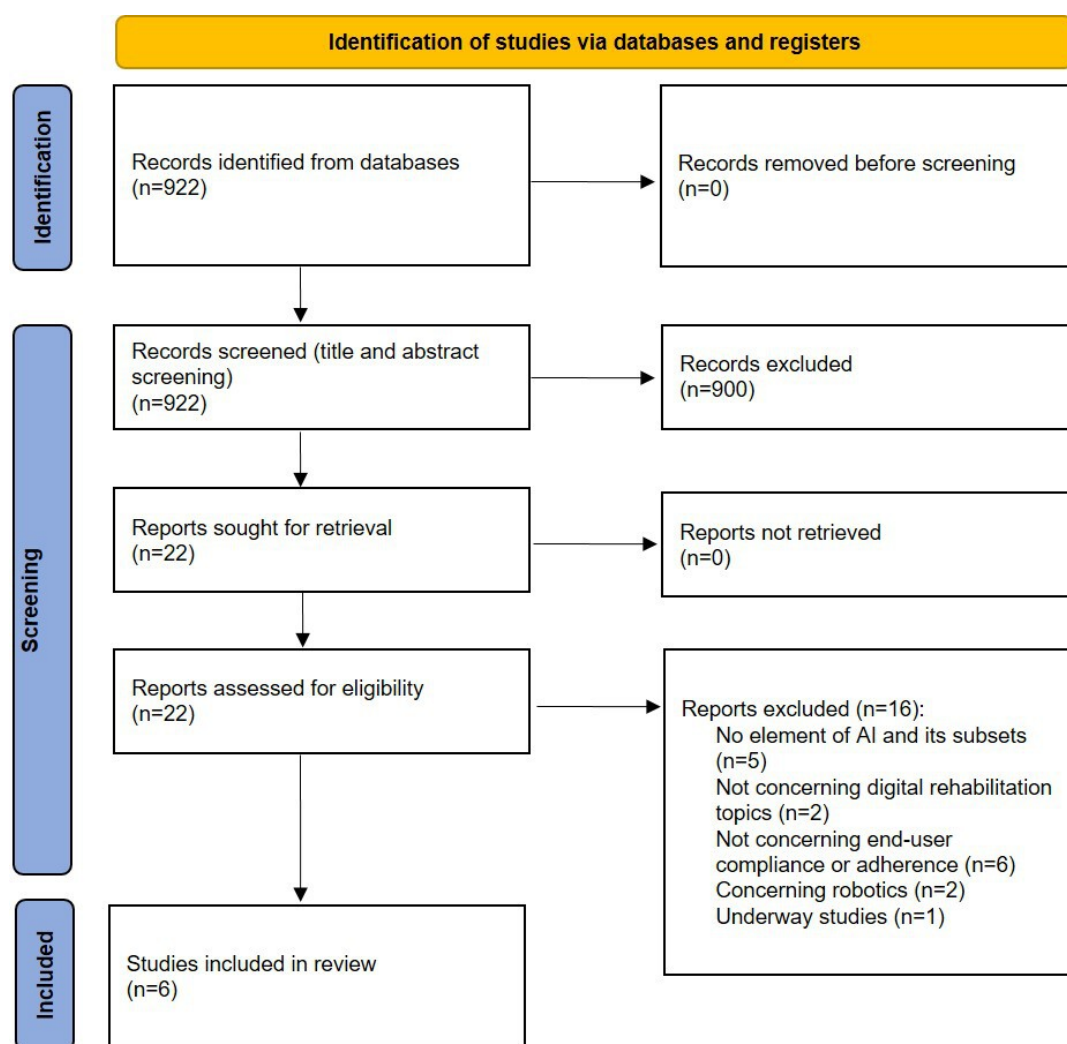 Identification of studies via databases and registers
Identification
Records identified from databases
(n=922)
Records removed before screening
(n=0)
Screening
Records screened (title and abstract
screening)
(n=922)
Records excluded
(n=900)
Reports sought for retrieval
(n=22)
Reports not retrieved
(n=0)
Reports assessed for eligibility
(n=22)
Reports excluded (n=16):
No element of AI and its subsets
(n=5)
Not concerning digital rehabilitation
topics (n=2)
Not concerning end-user
compliance or adherence (n=6)
Concerning robotics (n=2)
Underway studies (n=1)
Included
Studies included in review
(n=6)